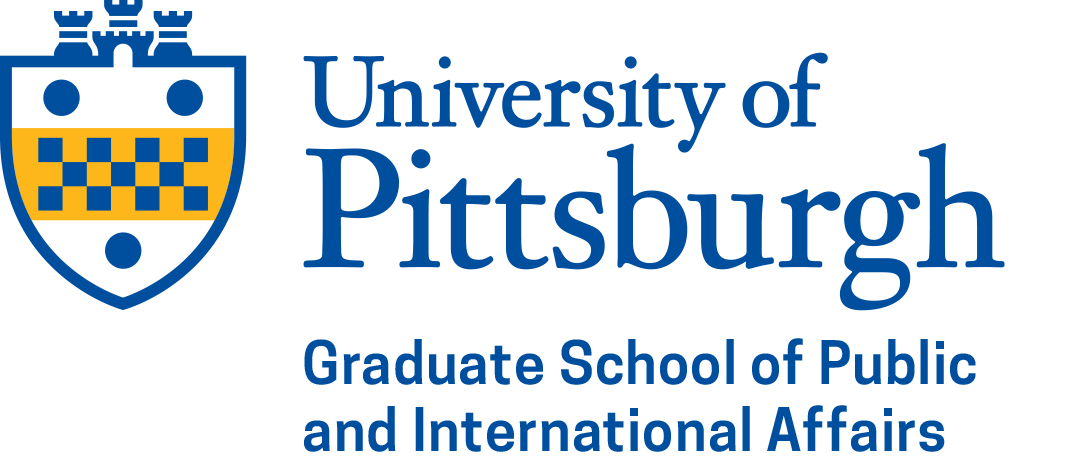 University of
Pittsburgh
Graduate School of Public
and International Affairs